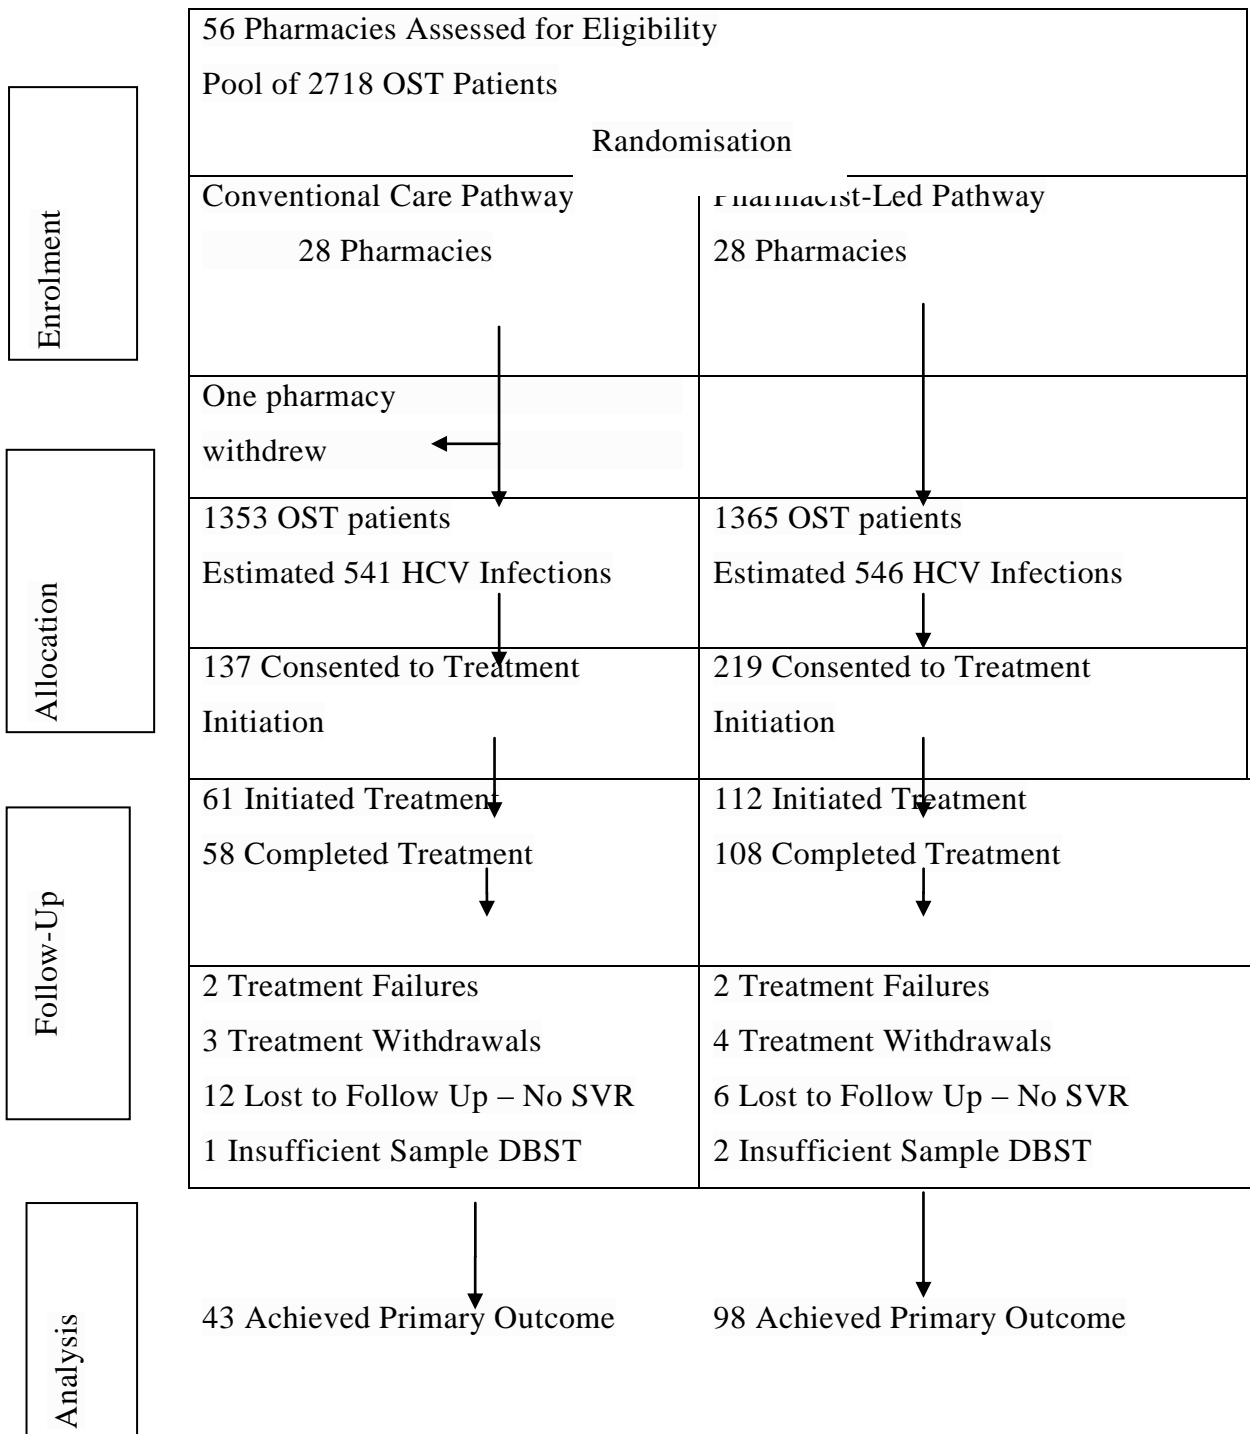 56 Pharmacies Assessed for Eligibility
Pool of 2718 OST Patients
Randomisation
Enrolment
Conventional Care Pathway
28 Pharmacies
Pharmacist-Led Pathway
28 Pharmacies
One pharmacy
withdrew
Allocation
1353 OST patients
Estimated 541 HCV Infections
1365 OST patients
Estimated 546 HCV Infections
137 Consented to Treatment
Initiation
219 Consented to Treatment
Initiation
Follow-Up
61 Initiated Treatment
58 Completed Treatment
112 Initiated Treatment
108 Completed Treatment
2 Treatment Failures
3 Treatment Withdrawals
12 Lost to Follow Up – No SVR
1 Insufficient Sample DBST
2 Treatment Failures
4 Treatment Withdrawals
6 Lost to Follow Up – No SVR
2 Insufficient Sample DBST
Analysis
43 Achieved Primary Outcome
98 Achieved Primary Outcome